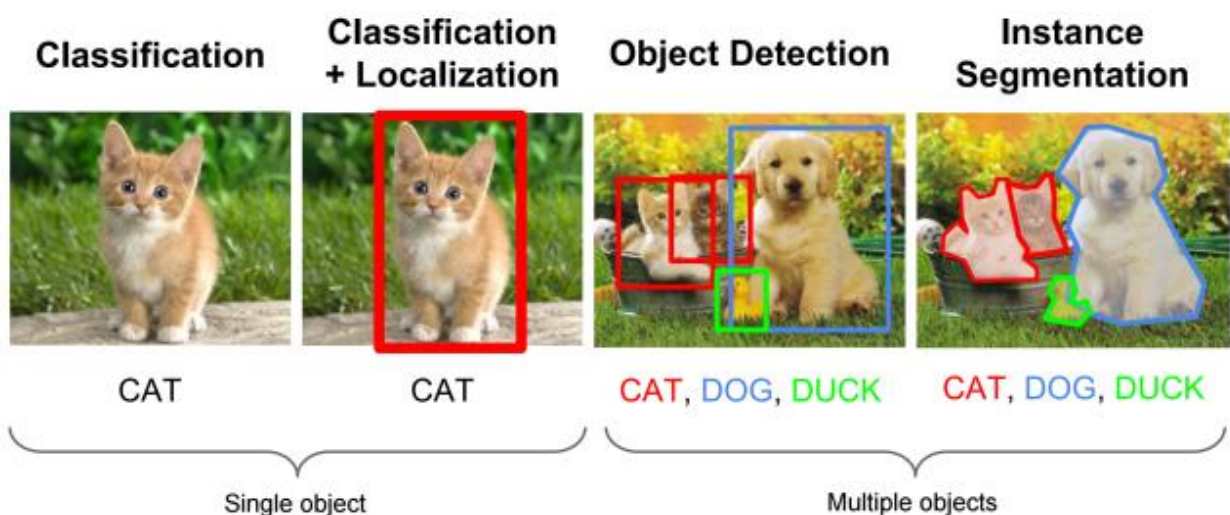 Classification
Classification
+ Localization
Object Detection
Instance
Segmentation
CAT
CAT
CAT, DOG, DUCK
CAT, DOG, DUCK
Single object
Multiple objects